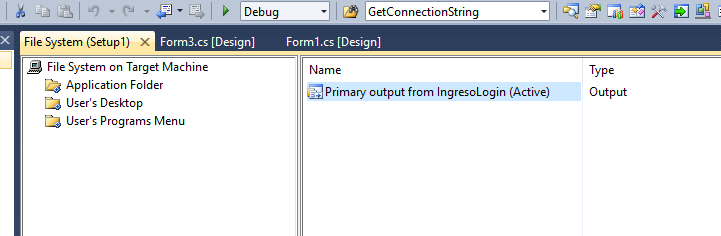 Debug GetConnectionString
File System (Setup1) Form3.cs [Design] Form1.cs [Design]
File System on Target Machine
Application Folder
User's Desktop
User's Programs Menu
Name Type
Primary output from IngresoLogin (Active) Output